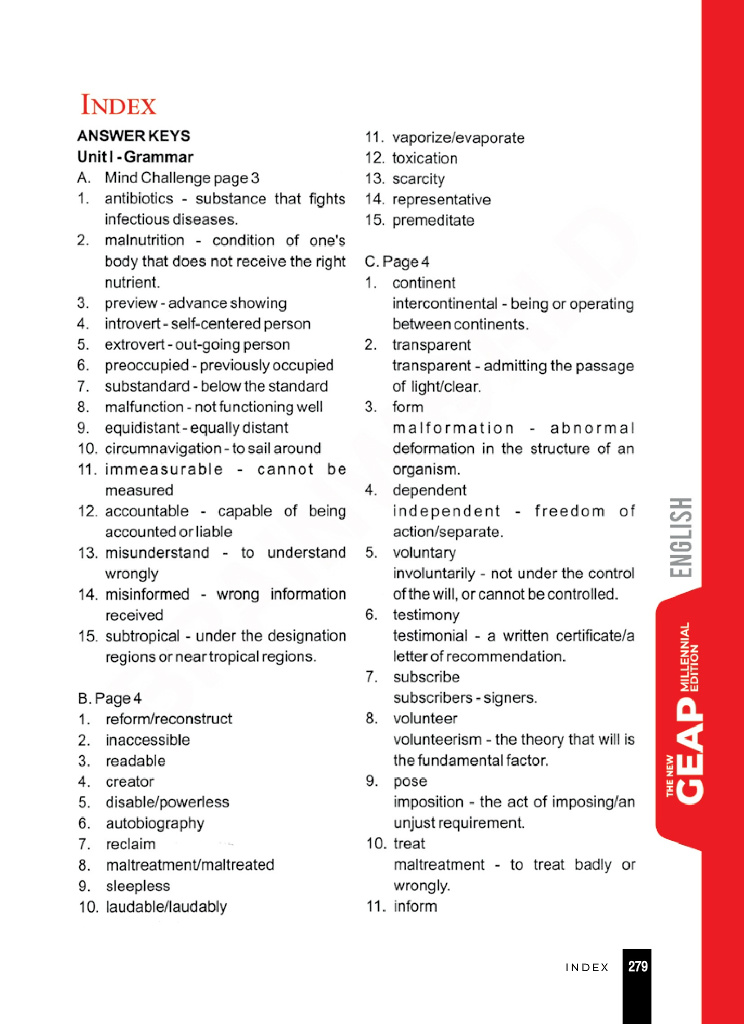 INDEX
ANSWER KEYS
Unit I - Grammar
A. Mind Challenge page 3
1. antibiotics - substance that fights
infectious diseases.
2. malnutrition - condition of one's
body that does not receive the right
nutrient.
3. preview - advance showing
4. introvert - self-centered person
5. extrovert - out-going person
6. preoccupied - previously occupied
7. substandard - below the standard
8. malfunction - not functioning well
9. equidistant - equally distant
10. circumnavigation - to sail around
11. immeasurable - cannot be
measured
12. accountable - capable of being
accounted or liable
13. misunderstand - to understand
wrongly
14. misinformed - wrong information
received
15. subtropical - under the designation
regions or near tropical regions.
B. Page 4
1. reform/reconstruct
2. inaccessible
3. readable
4. creator
5. disable/powerless
6. autobiography
7. reclaim
8. maltreatment/maltreated
9. sleepless
10. laudable/laudably
11. vaporize/evaporate
12. toxication
13. scarcity
14. representative
15. premeditate
C. Page 4
1. continent
intercontinental - being or operating
between continents.
2. transparent
transparent - admitting the passage
of light/clear.
3. form
malformation - abnormal
deformation in the structure of an
organism.
4. dependent
independent - freedom of
action/separate.
5. voluntary
involuntarily - not under the control
of the will, or cannot be controlled.
6. testimony
testimonial - a written certificate/a
letter of recommendation.
7. subscribe
subscribers - signers.
8. volunteer
volunteerism - the theory that will is
the fundamental factor.
9. pose
imposition - the act of imposing/an
unjust requirement.
10. treat
maltreatment - to treat badly or
wrongly.
11. inform
ENGLISH
THE NEW
GEAP
MILLENNIAL
EDITION
INDEX 279